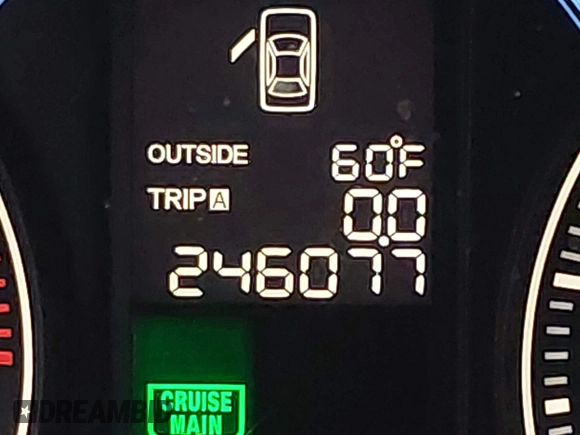 OUTSIDE 60°F
TRIP A 0.0
246077
CRUISE
MAIN
DREAMBID